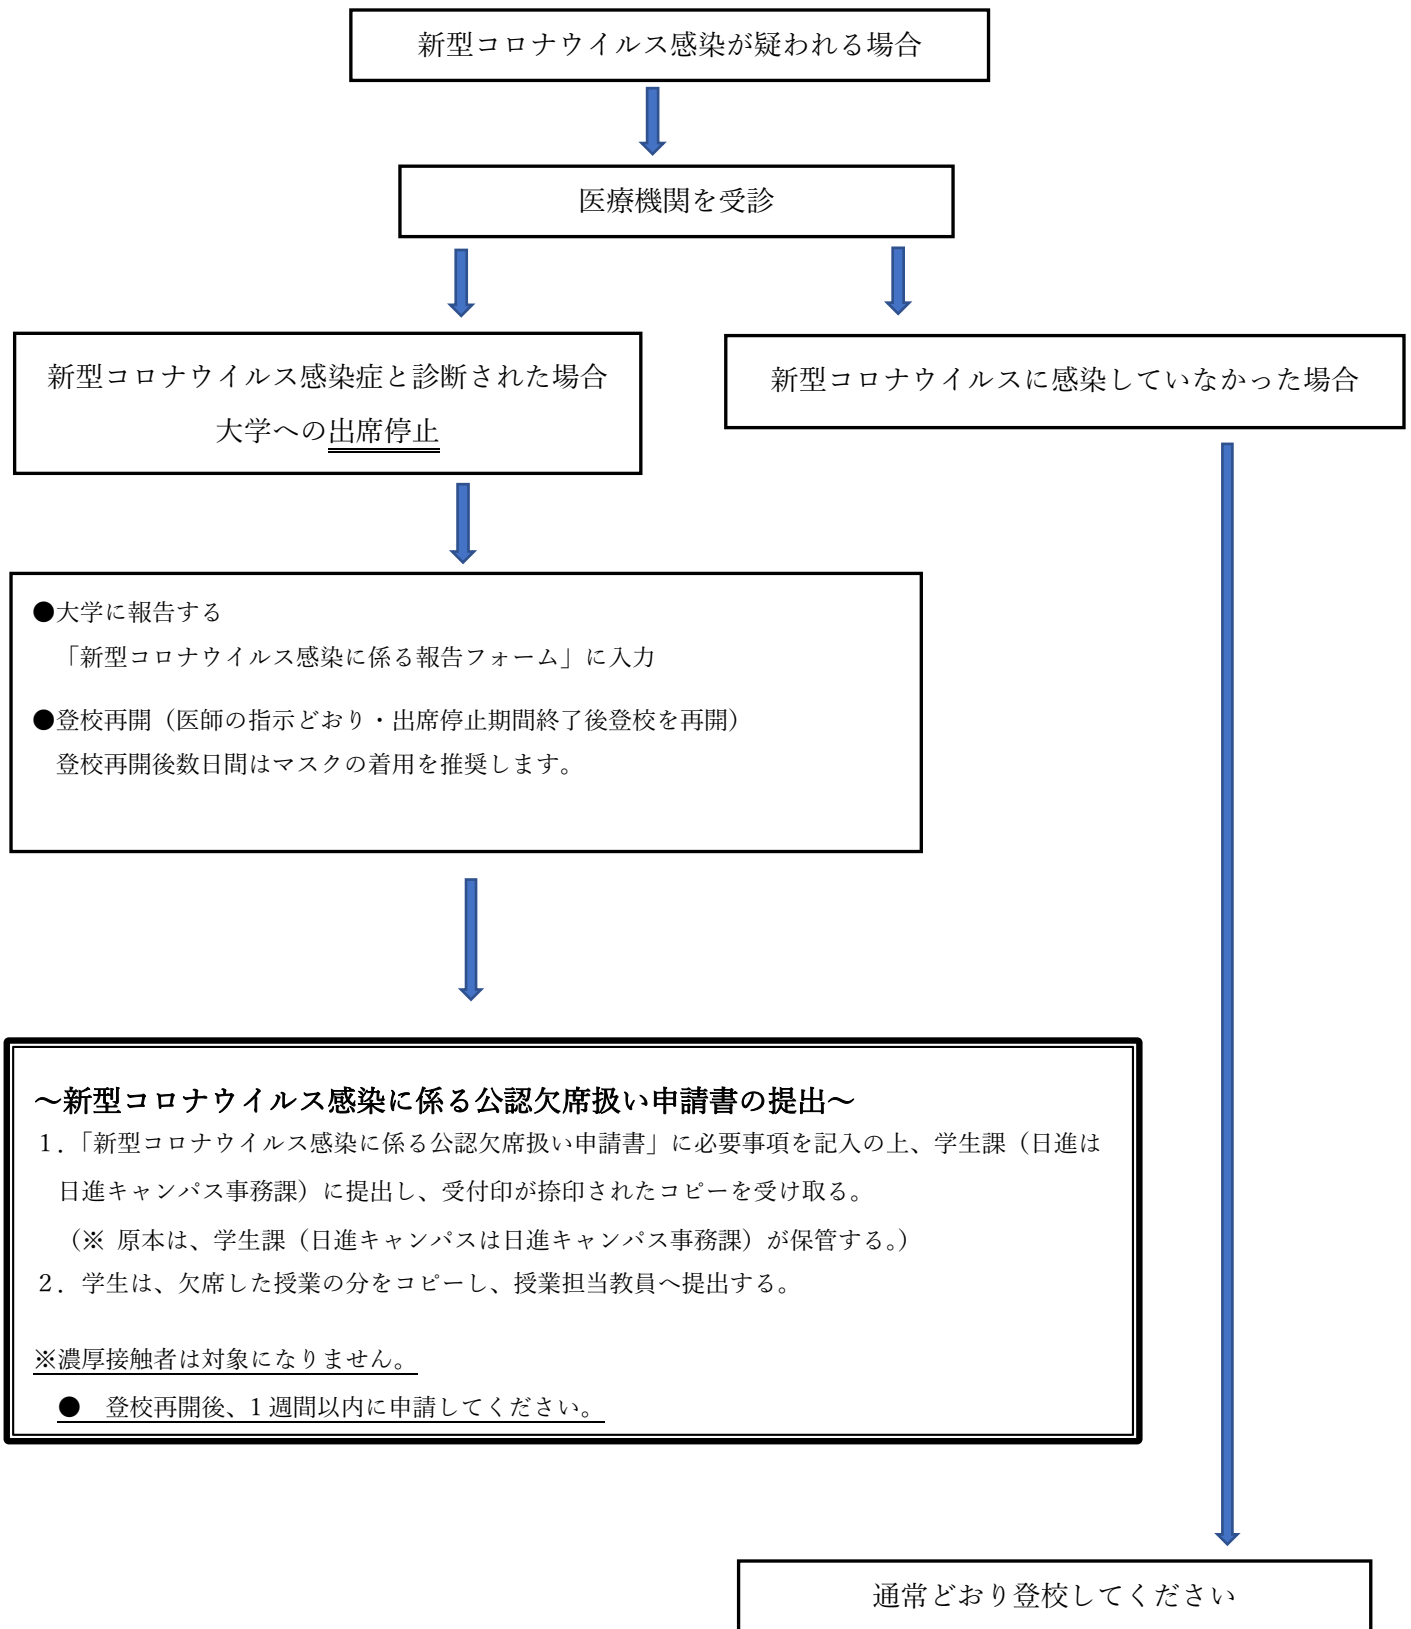 新型コロナウイルス感染が疑われる場合
医療機関を受診
新型コロナウイルス感染症と診断された場合
大学への出席停止
新型コロナウイルスに感染していなかった場合
●大学に報告する
「新型コロナウイルス感染に係る報告フォーム」に入力
●登校再開（医師の指示どおり・出席停止期間終了後登校を再開）
登校再開後数日間はマスクの着用を推奨します。
～新型コロナウイルス感染に係る公認欠席扱い申請書の提出～
１．「新型コロナウイルス感染に係る公認欠席扱い申請書」に必要事項を記入の上、学生課（日進は
日進キャンパス事務課）に提出し、受付印が捺印されたコピーを受け取る。
（※ 原本は、学生課（日進キャンパスは日進キャンパス事務課）が保管する。）
２．学生は、欠席した授業の分をコピーし、授業担当教員へ提出する。
※濃厚接触者は対象になりません。
●　登校再開後、1 週間以内に申請してください。
通常どおり登校してください